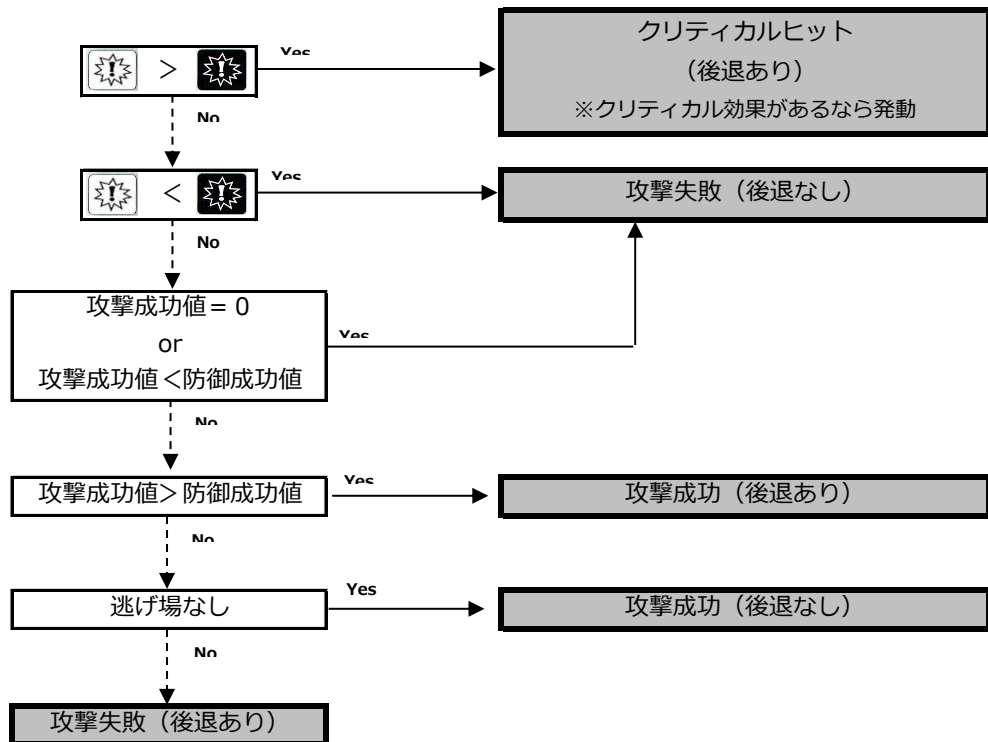 クリティカルヒット
（後退あり）
※クリティカル効果があるなら発動
！ ＞ ！
Yes
No
！ ＜ ！
Yes
攻撃失敗（後退なし）
No
攻撃成功値＝０
or
攻撃成功値＜防御成功値
Yes
No
攻撃成功値＞防御成功値
Yes
攻撃成功（後退あり）
No
逃げ場なし
Yes
攻撃成功（後退なし）
No
攻撃失敗（後退あり）